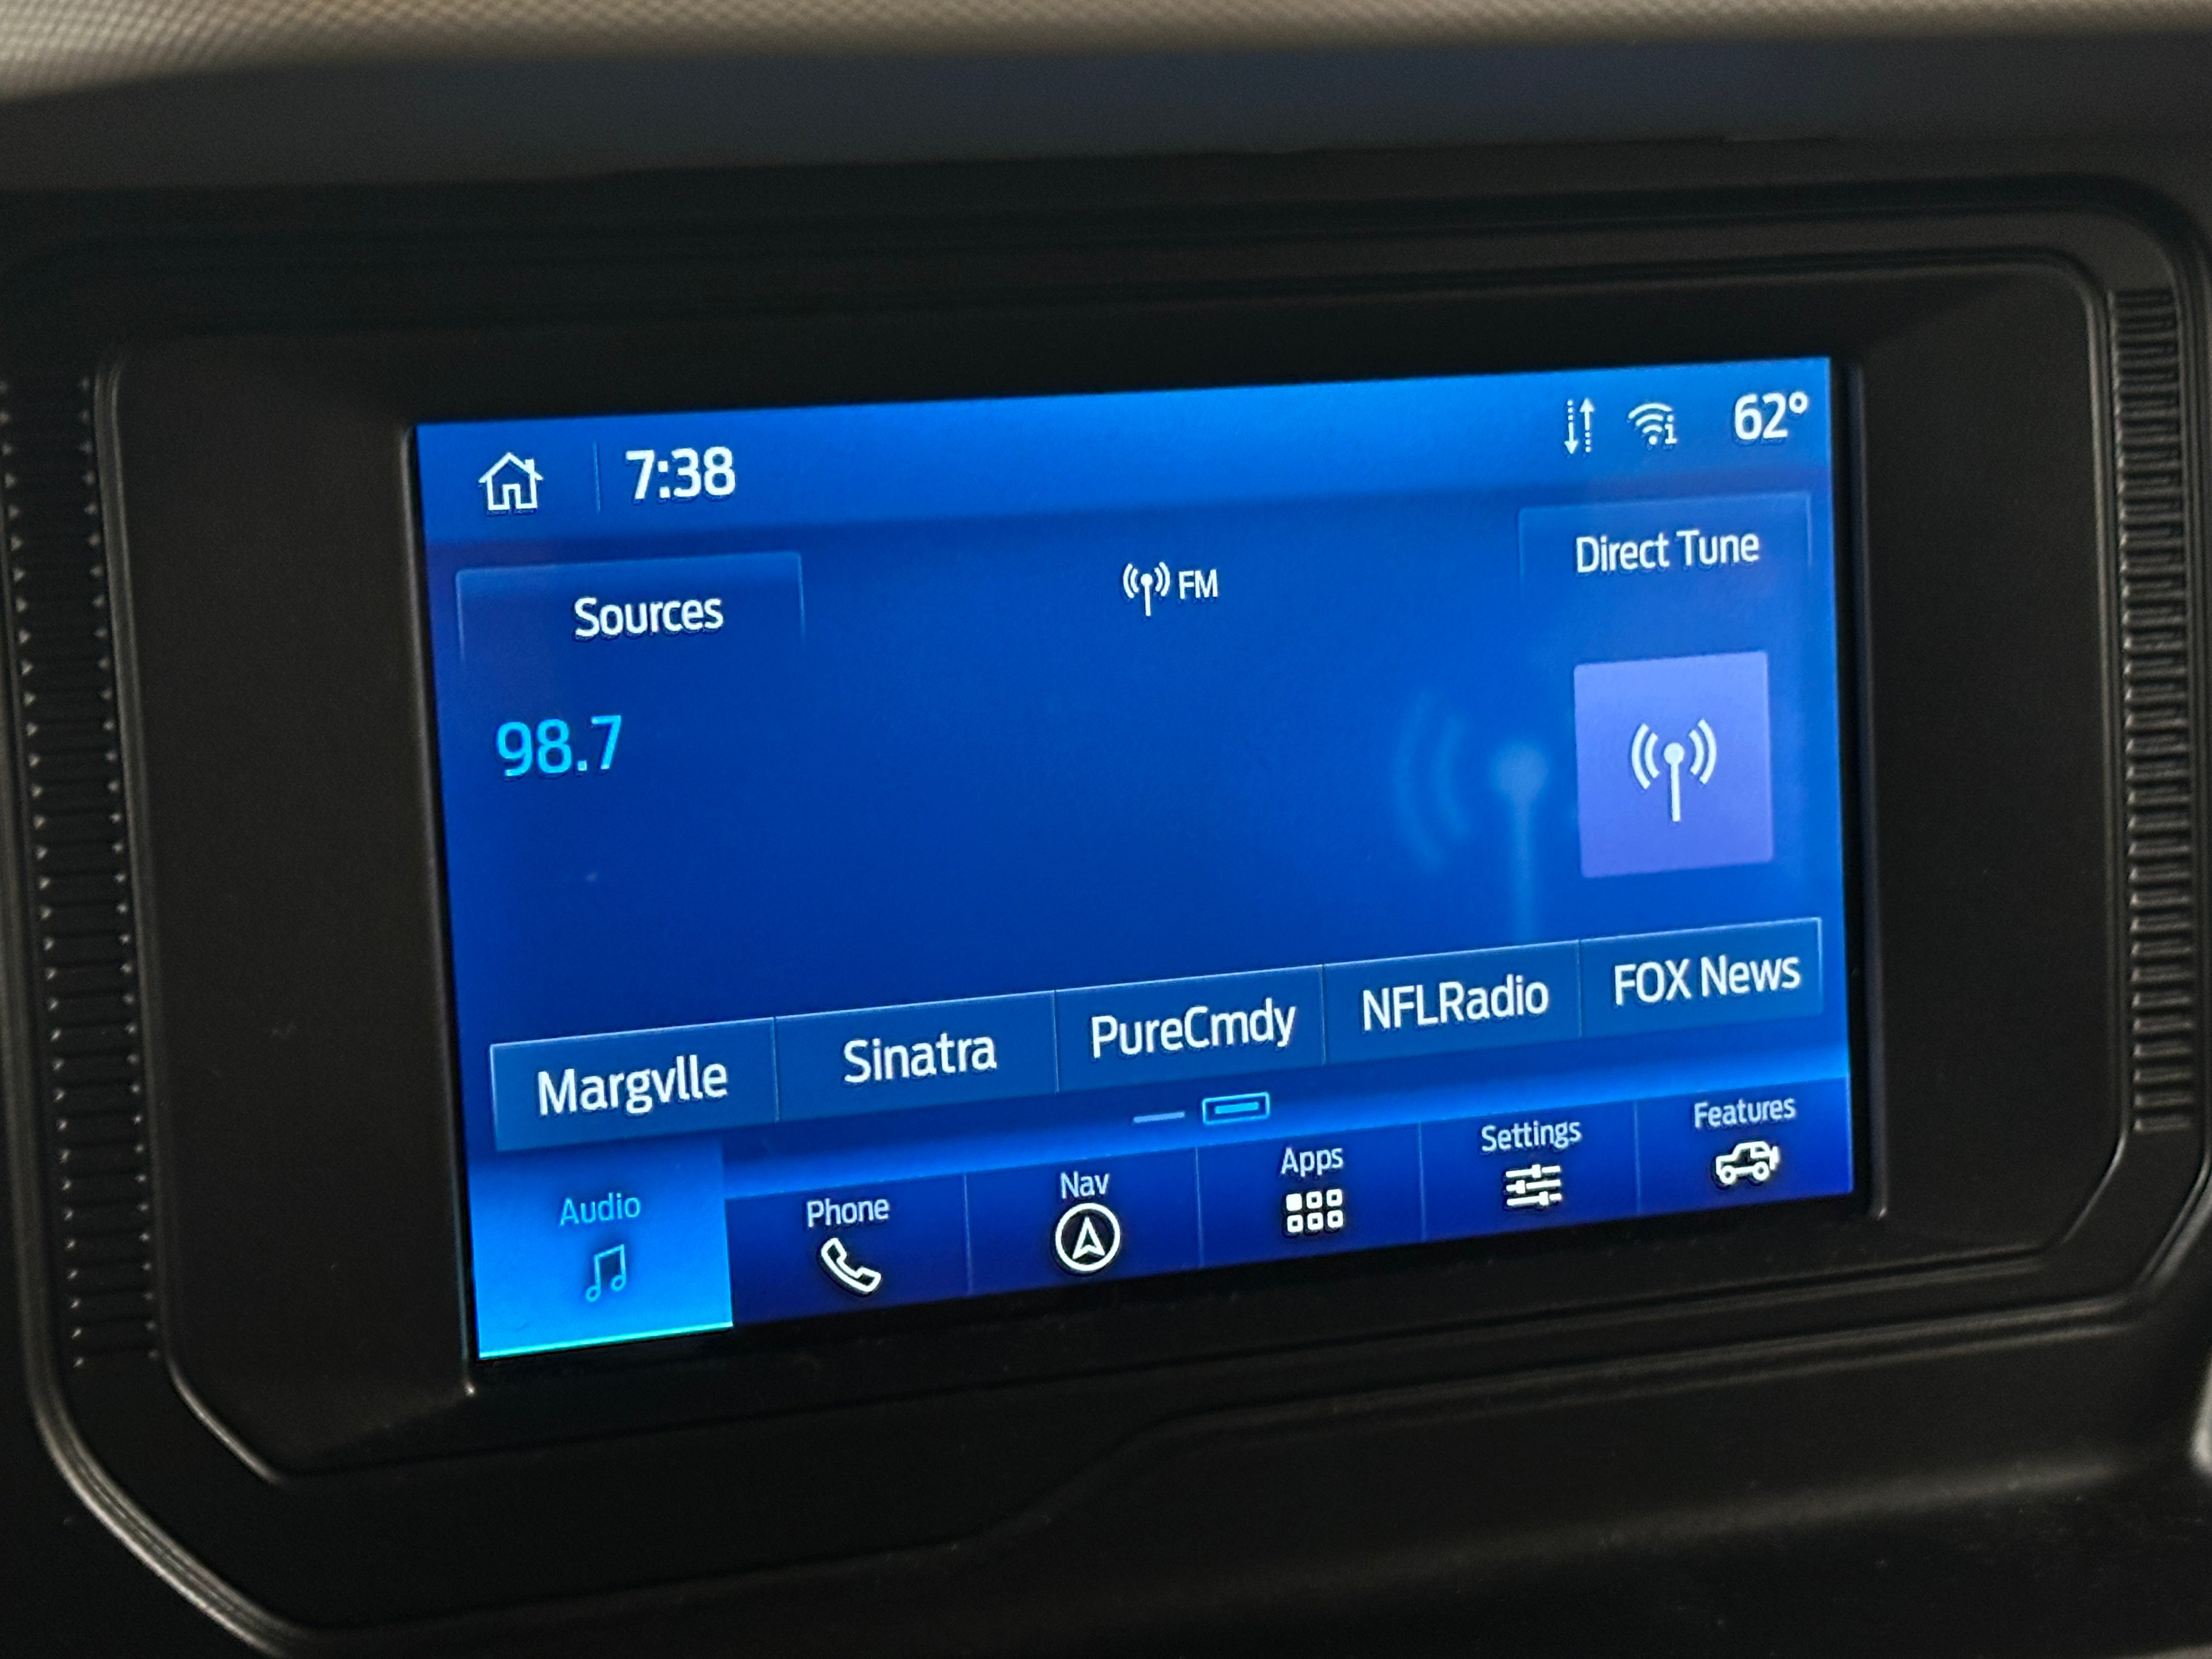 7:38
62°
Sources
FM
Direct Tune
98.7
Margvlle
Sinatra
PureCmdy
NFLRadio
FOX News
Audio
Phone
Nav
Apps
Settings
Features